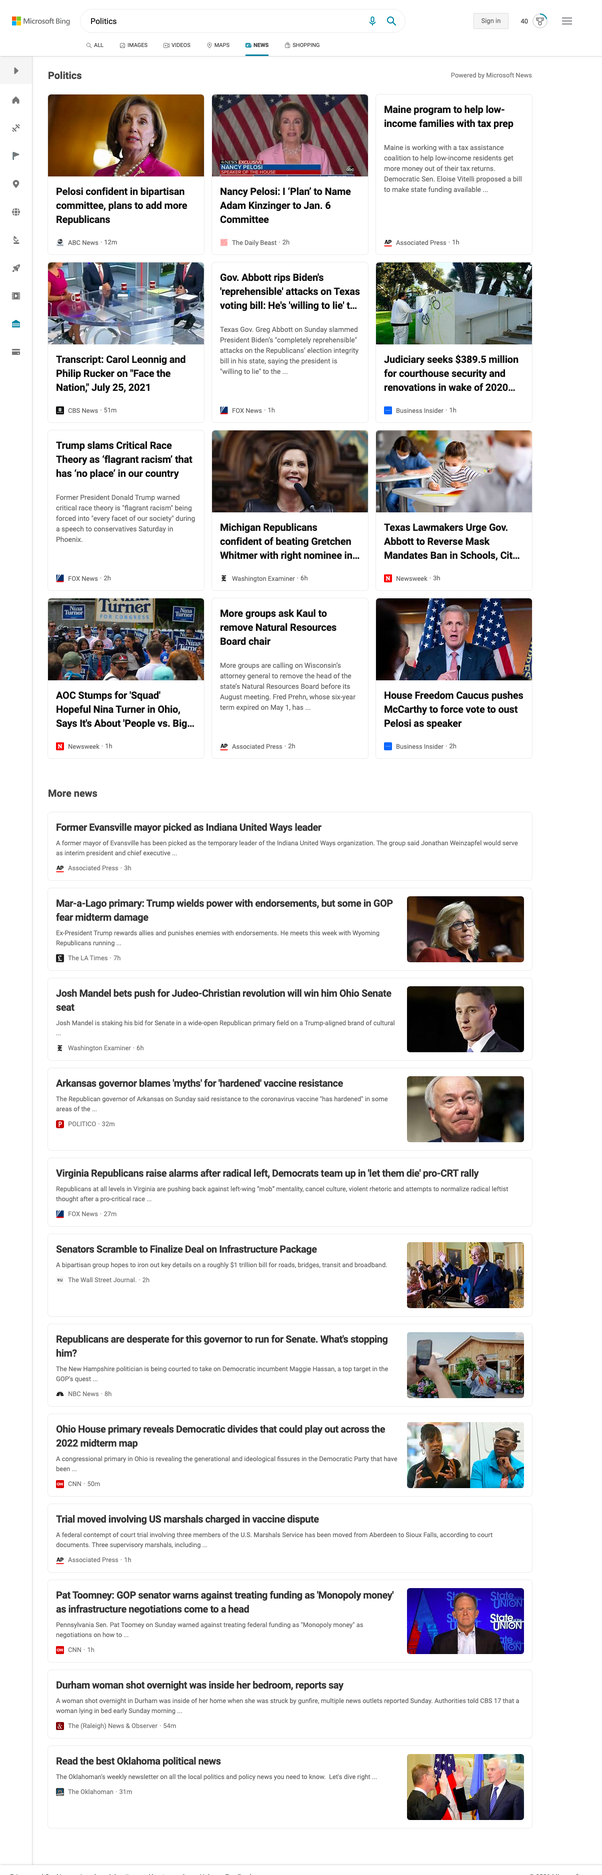 Microsoft Bing
Politics
Sign in
40
ALL
IMAGES
VIDEOS
MAPS
NEWS
SHOPPING
Politics
Powered by Microsoft News
Pelosi confident in bipartisan
committee, plans to add more
Republicans
ABC News · 12m
NEWS EXCLUSIVE
NANCY PELOSI
SPEAKER OF THE HOUSE
abc
Nancy Pelosi: I 'Plan' to Name
Adam Kinzinger to Jan. 6
Committee
The Daily Beast · 2h
Maine program to help low-
income families with tax prep
Maine is working with a tax assistance
coalition to help low-income residents get
more money out of their tax returns.
Democratic Sen. Eloise Vitelli proposed a bill
to make state funding available ...
AP Associated Press · 1h
Transcript: Carol Leonnig and
Philip Rucker on "Face the
Nation," July 25, 2021
CBS News · 51m
Gov. Abbott rips Biden's
'reprehensible' attacks on Texas
voting bill: He's 'willing to lie' t...
Texas Gov. Greg Abbott on Sunday slammed
President Biden's "completely reprehensible"
attacks on the Republicans' election integrity
bill in his state, saying the president is
"willing to lie" to the ...
FOX News · 1h
Judiciary seeks $389.5 million
for courthouse security and
renovations in wake of 2020...
Business Insider · 1h
Trump slams Critical Race
Theory as 'flagrant racism' that
has 'no place' in our country
Former President Donald Trump warned
critical race theory is "flagrant racism" being
forced into "every facet of our society" during
a speech to conservatives Saturday in
Phoenix.
FOX News · 2h
Michigan Republicans
confident of beating Gretchen
Whitmer with right nominee in...
Washington Examiner · 6h
Texas Lawmakers Urge Gov.
Abbott to Reverse Mask
Mandates Ban in Schools, Cit...
N Newsweek · 3h
Turner
FOR CONGRESS
AOC Stumps for 'Squad'
Hopeful Nina Turner in Ohio,
Says It's About 'People vs. Big...
N Newsweek · 1h
More groups ask Kaul to
remove Natural Resources
Board chair
More groups are calling on Wisconsin's
attorney general to remove the head of the
state's Natural Resources Board before its
August meeting. Fred Prehn, whose six-year
term expired on May 1, has ...
AP Associated Press · 2h
House Freedom Caucus pushes
McCarthy to force vote to oust
Pelosi as speaker
Business Insider · 2h
More news
Former Evansville mayor picked as Indiana United Ways leader
A former mayor of Evansville has been picked as the temporary leader of the Indiana United Ways organization. The group said Jonathan Weinzapfel would serve
as interim president and chief executive ...
AP Associated Press · 3h
Mar-a-Lago primary: Trump wields power with endorsements, but some in GOP
fear midterm damage
Ex-President Trump rewards allies and punishes enemies with endorsements. He meets this week with Wyoming
Republicans running ...
The LA Times · 7h
Josh Mandel bets push for Judeo-Christian revolution will win him Ohio Senate
seat
Josh Mandel is staking his bid for Senate in a wide-open Republican primary field on a Trump-aligned brand of cultural
...
Washington Examiner · 6h
Arkansas governor blames 'myths' for 'hardened' vaccine resistance
The Republican governor of Arkansas on Sunday said resistance to the coronavirus vaccine "has hardened" in some
areas of the ...
POLITICO · 32m
Virginia Republicans raise alarms after radical left, Democrats team up in 'let them die' pro-CRT rally
Republicans at all levels in Virginia are pushing back against left-wing "mob" mentality, cancel culture, violent rhetoric and attempts to normalize radical leftist
thought after a pro-critical race ...
FOX News · 27m
Senators Scramble to Finalize Deal on Infrastructure Package
A bipartisan group hopes to iron out key details on a roughly $1 trillion bill for roads, bridges, transit and broadband.
The Wall Street Journal. · 2h
Republicans are desperate for this governor to run for Senate. What's stopping
him?
The New Hampshire politician is being courted to take on Democratic incumbent Maggie Hassan, a top target in the
GOP's quest ...
NBC News · 8h
Ohio House primary reveals Democratic divides that could play out across the
2022 midterm map
A congressional primary in Ohio is revealing the generational and ideological fissures in the Democratic Party that have
been ...
CNN · 50m
Trial moved involving US marshals charged in vaccine dispute
A federal contempt of court trial involving three members of the U.S. Marshals Service has been moved from Aberdeen to Sioux Falls, according to court
documents. Three supervisory marshals, including ...
AP Associated Press · 1h
Pat Toomney: GOP senator warns against treating funding as 'Monopoly money'
as infrastructure negotiations come to a head
Pennsylvania Sen. Pat Toomey on Sunday warned against treating federal funding as "Monopoly money" as
negotiations on how to ...
CNN · 1h
State
UNION
State
UNION
Durham woman shot overnight was inside her bedroom, reports say
A woman shot overnight in Durham was inside of her home when she was struck by gunfire, multiple news outlets reported Sunday. Authorities told CBS 17 that a
woman lying in bed early Sunday morning ...
The (Raleigh) News & Observer · 54m
Read the best Oklahoma political news
The Oklahoman's weekly newsletter on all the local politics and policy news you need to know. Let's dive right ...
The Oklahoman · 31m